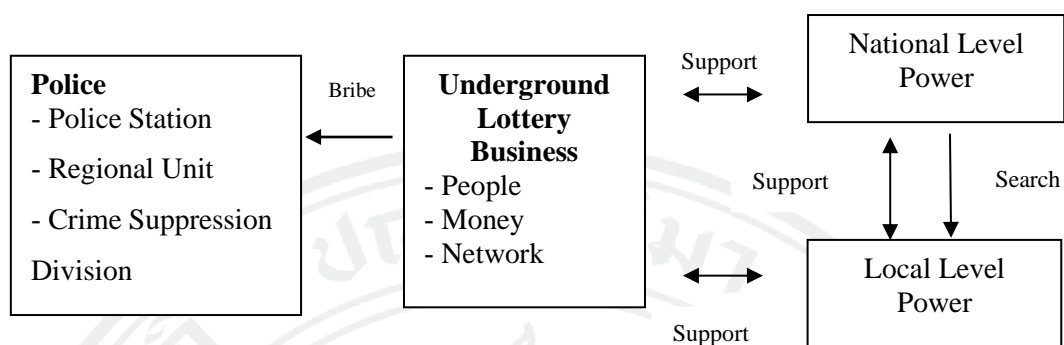 Police
- Police Station
- Regional Unit
- Crime Suppression
Division
Bribe
Underground
Lottery
Business
- People
- Money
- Network
Support
National Level
Power
Support
Search
Support
Local Level
Power